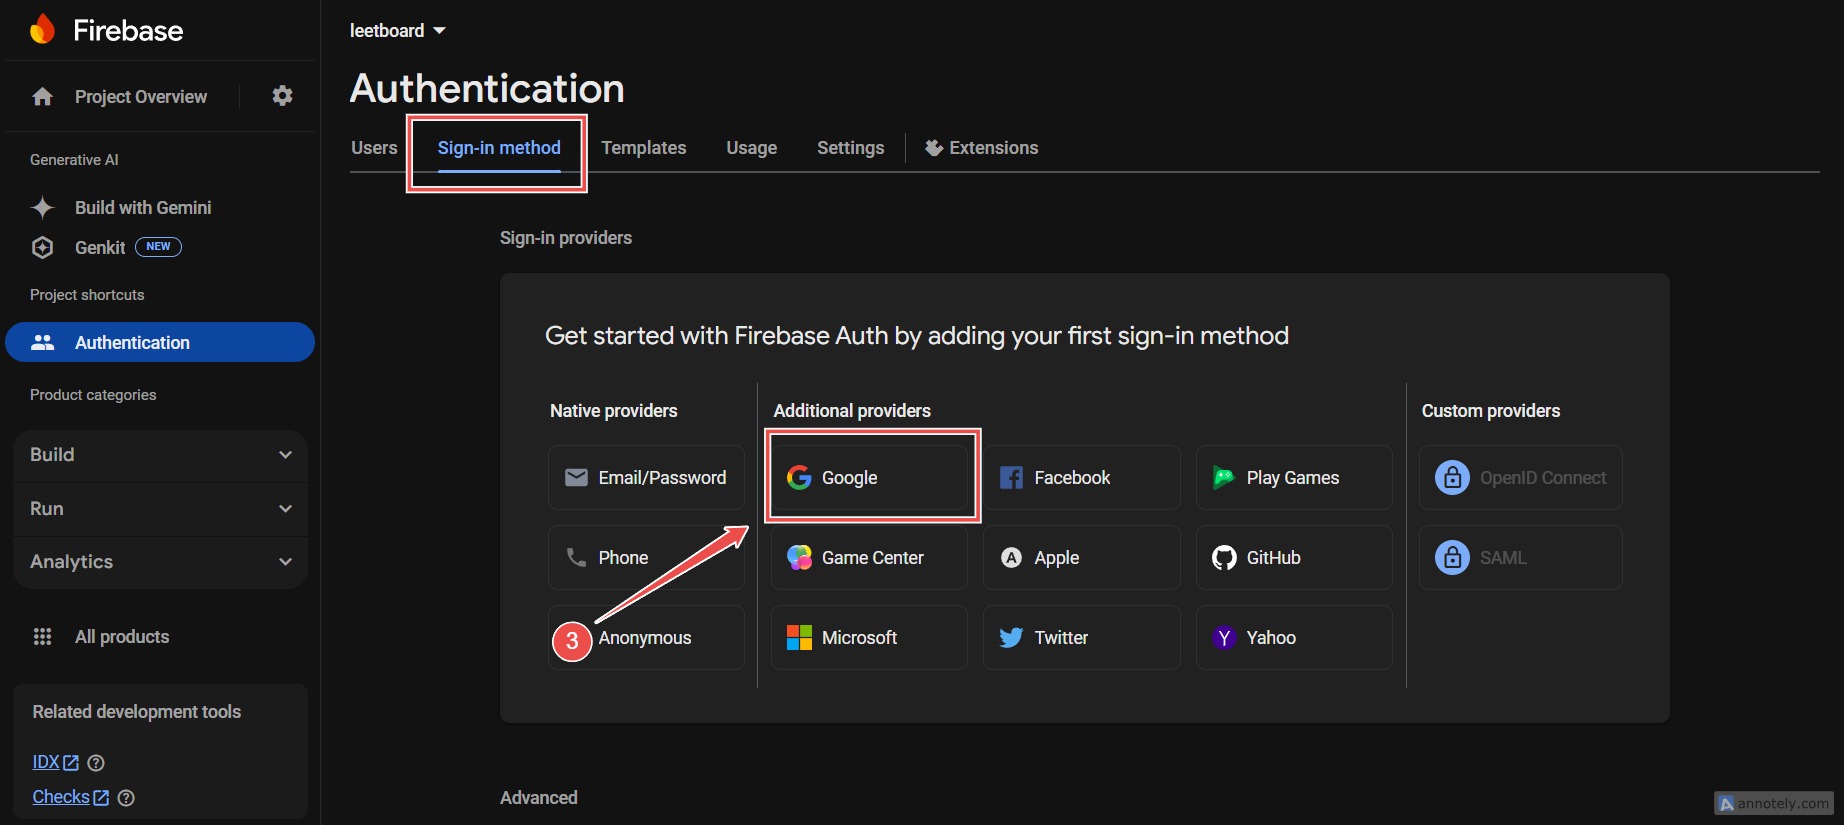 Firebase
Project Overview
Generative AI
Build with Gemini
Genkit NEW
Project shortcuts
Authentication
Product categories
Build
Run
Analytics
All products
Related development tools
IDX
Checks
leetboard
Authentication
Users Sign-in method Templates Usage Settings Extensions
Sign-in providers
Get started with Firebase Auth by adding your first sign-in method
Native providers Additional providers Custom providers
Email/Password Google Facebook Play Games OpenID Connect
Phone Game Center Apple GitHub SAML
3 Anonymous Microsoft Twitter Yahoo
Advanced
annotely.com